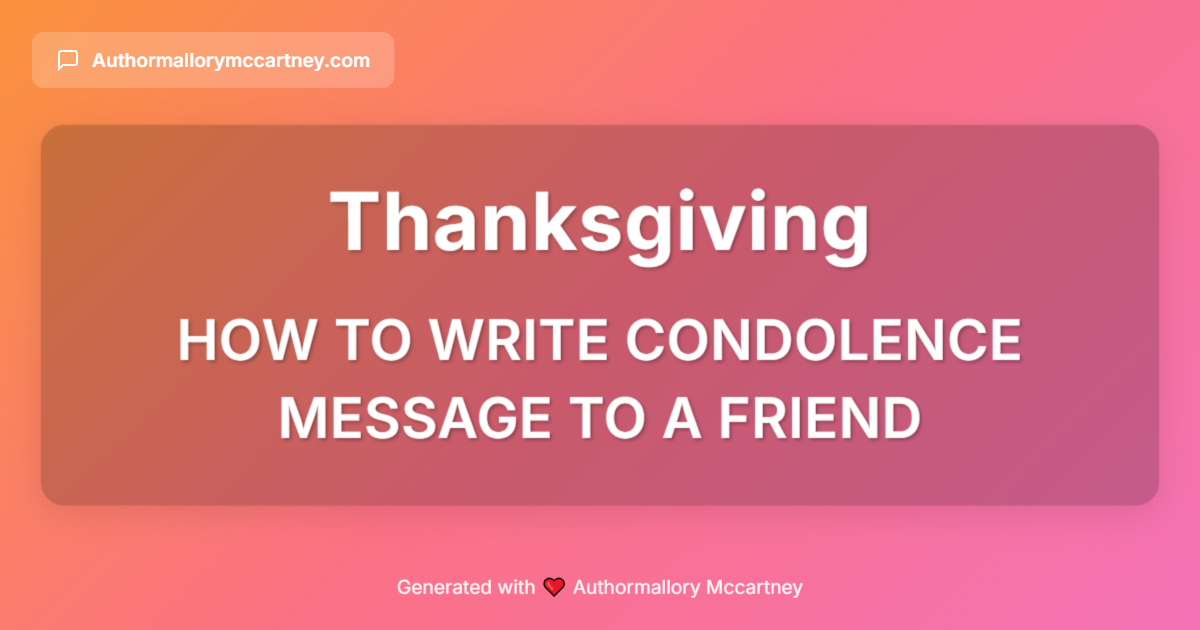 Authormallorymccartney.com
Thanksgiving
HOW TO WRITE CONDOLENCE
MESSAGE TO A FRIEND
Generated with ❤️ Authormallory Mccartney